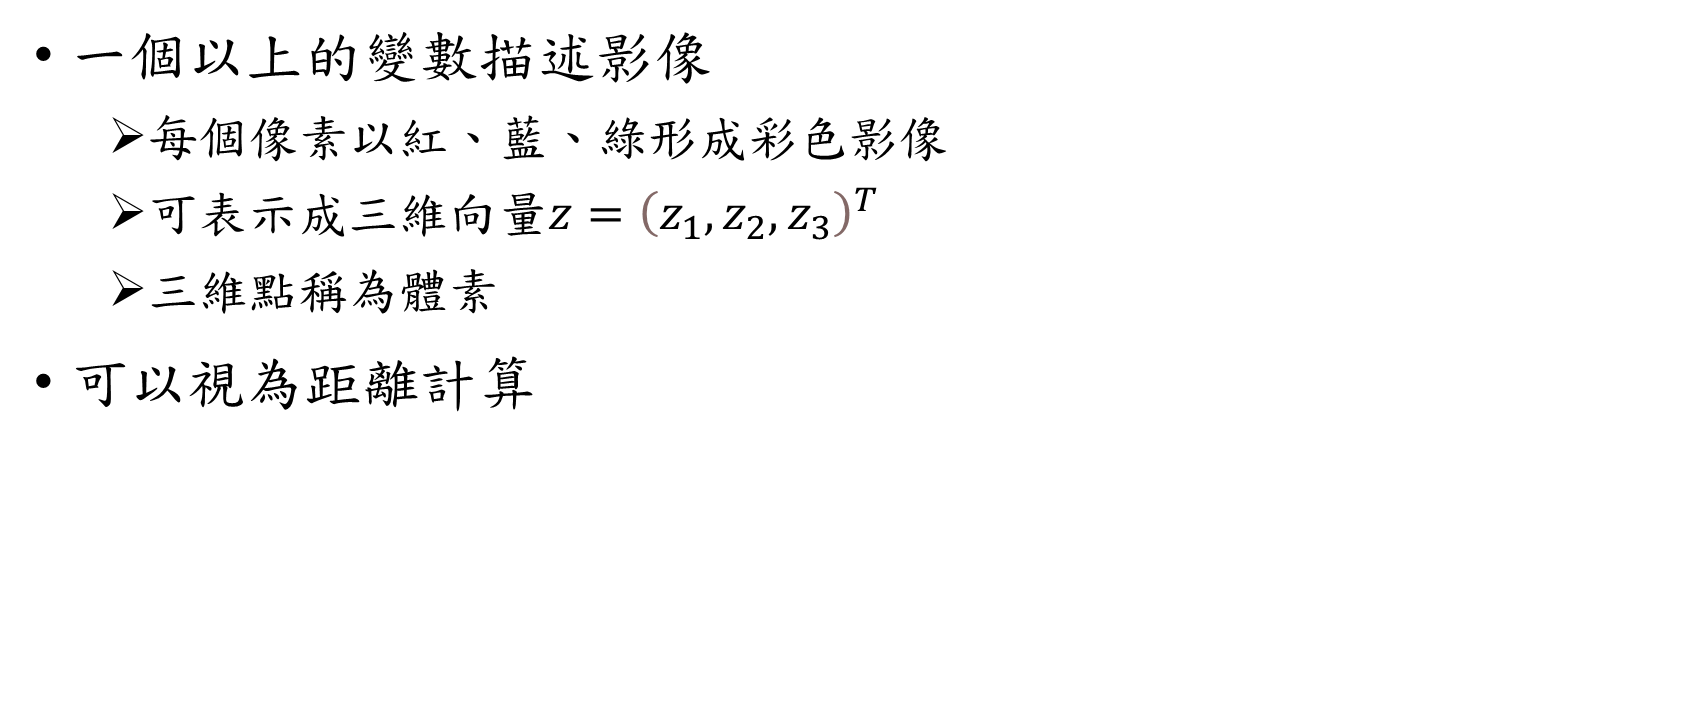 • 一個以上的變數描述影像
➢每個像素以紅、藍、綠形成彩色影像
➢可表示成三維向量z = (z₁, z₂, z₃)ᵀ
➢三維點稱為體素
• 可以視為距離計算